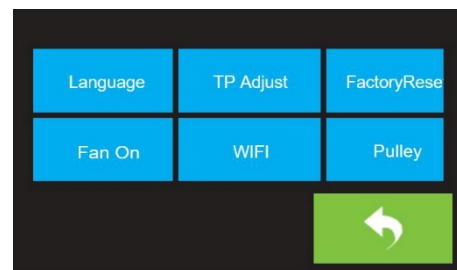 Language
TP Adjust
FactoryRese
Fan On
WIFI
Pulley